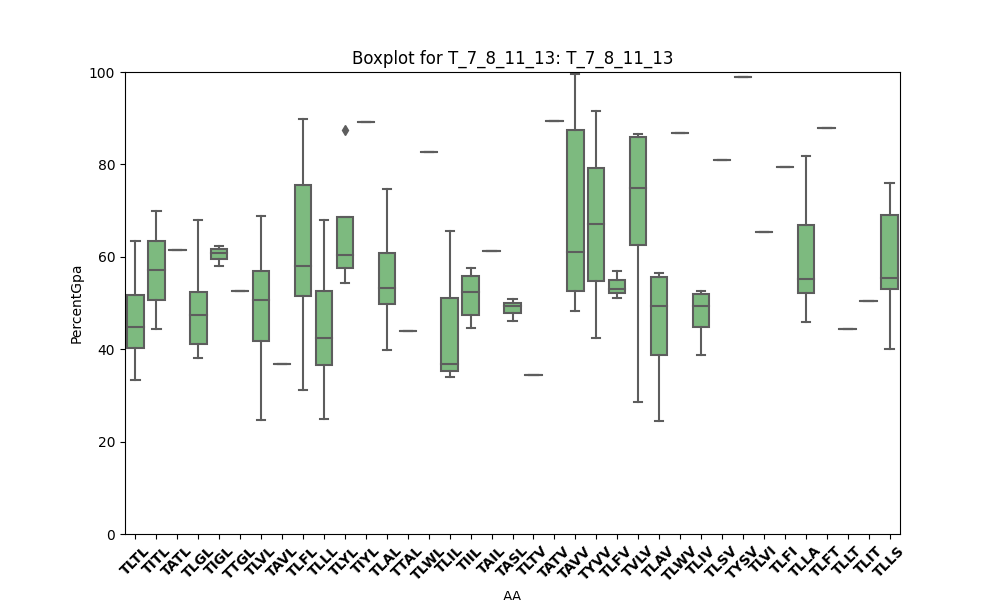 Boxplot for T_7_8_11_13: T_7_8_11_13
PercentGpa
100
80
60
40
20
0
TLTL
TITL
TATL
TLGL
TIGL
TTGL
TLVL
TAVL
TLFL
TLLL
TLYL
TIYL
TLAL
TTAL
TLWL
TLIL
TIIL
TAIL
TASL
TLTV
TATV
TAVV
TYVV
TLFV
TVLV
TLAV
TLWV
TLIV
TLSV
TYSV
TLVI
TLFI
TLLA
TLFT
TLLT
TLIT
TLLS
AA